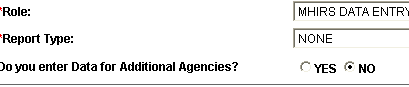 *Role: MHIRS DATA ENTRY
*Report Type: NONE
Do you enter Data for Additional Agencies? YES NO